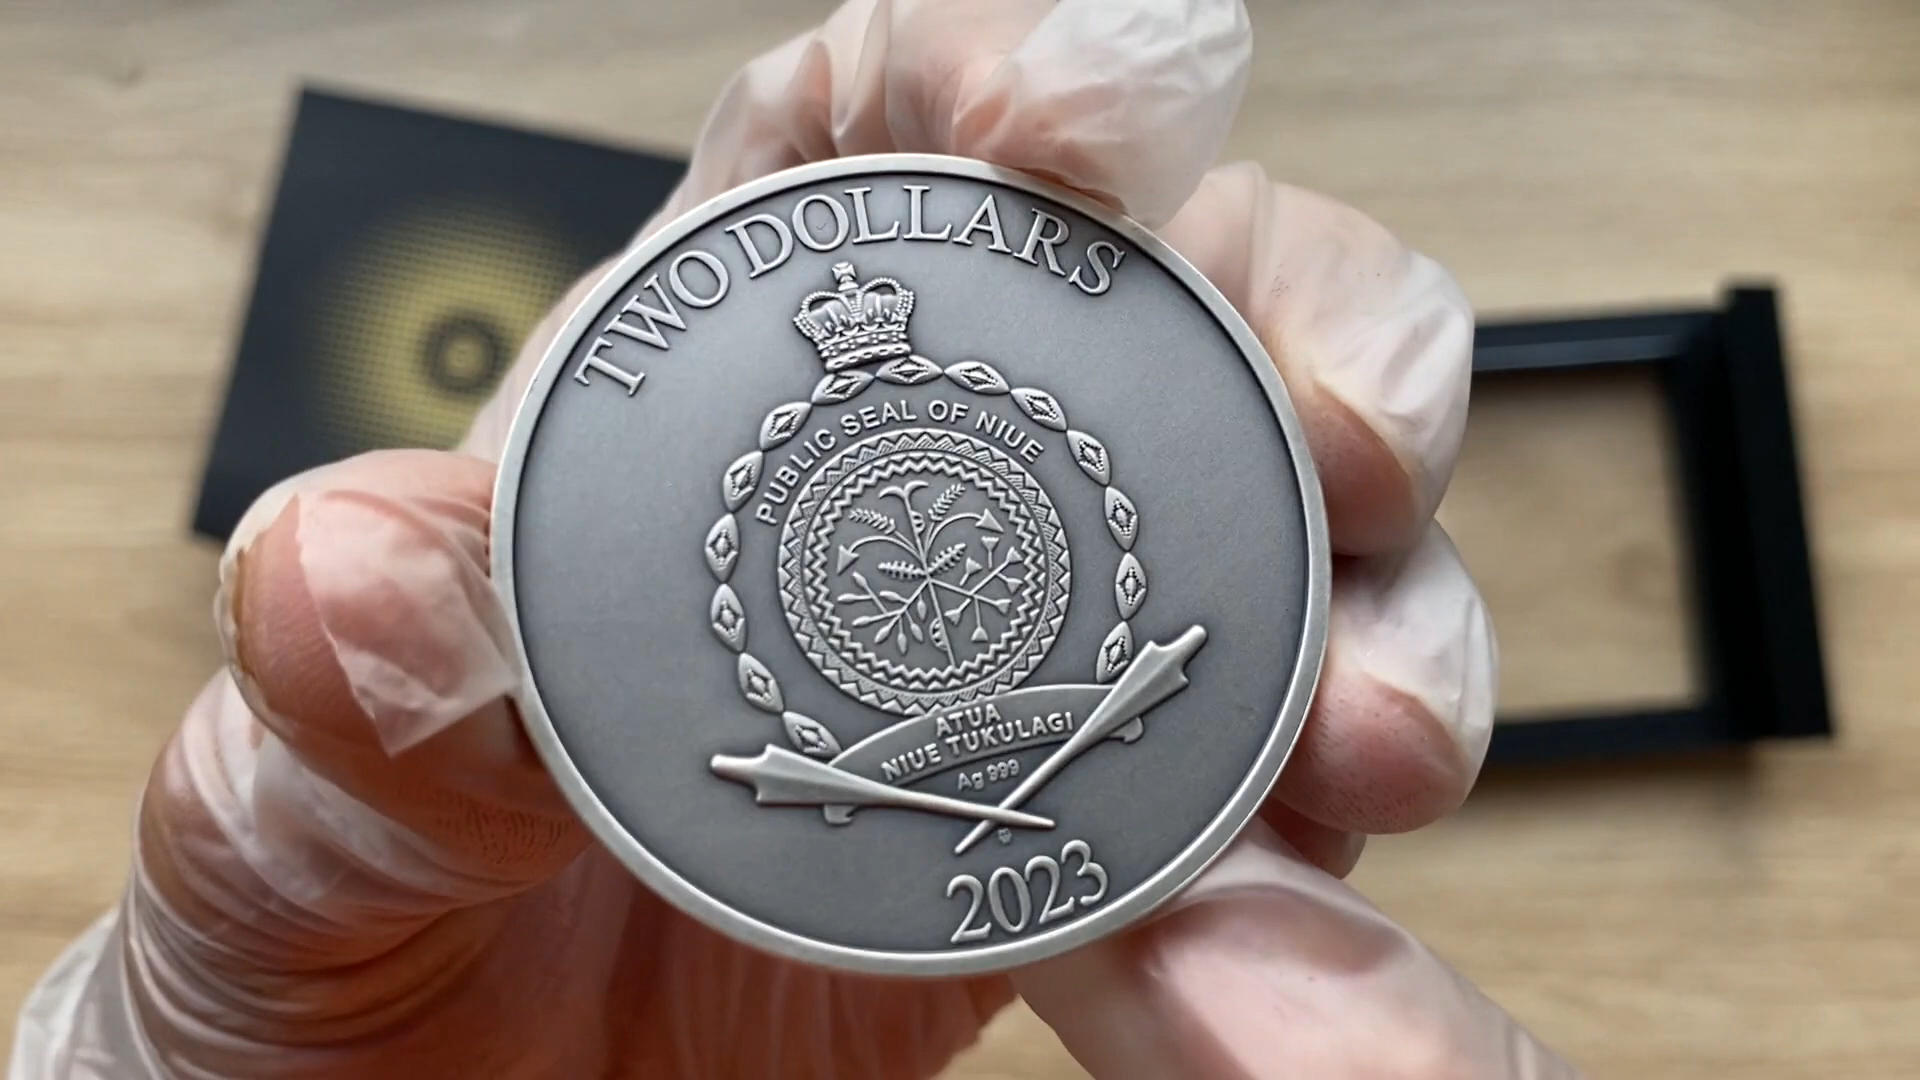 TWO DOLLARS
PUBLIC SEAL OF NIUE
ATUA
NIUE TUKULAGI
Ag 999
2023